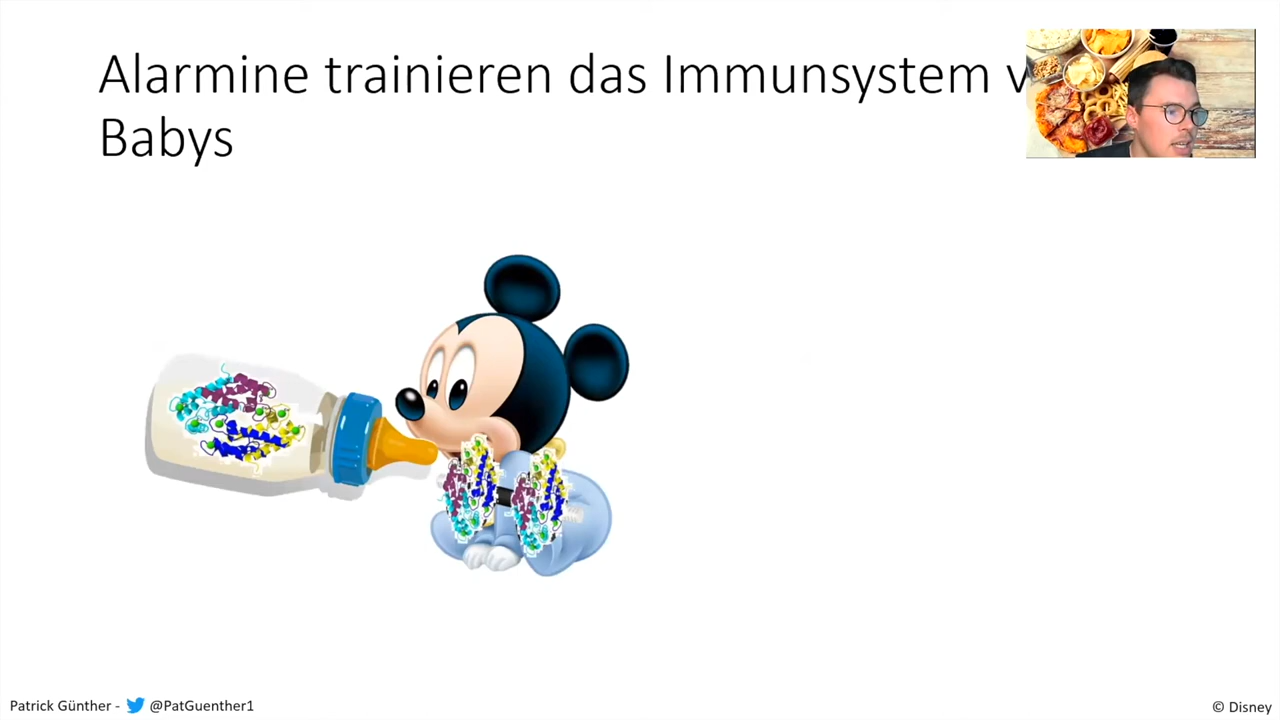 Alarmine trainieren das Immunsystem
Babys
Patrick Günther - @PatGuenther1
© Disney